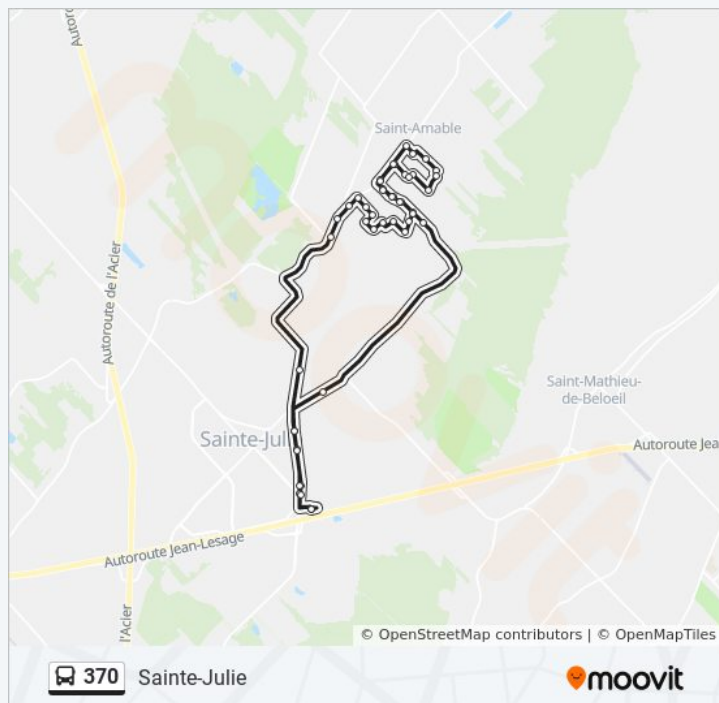 Autoro
Saint-Amable
Autoroute de l'Acier
Saint-Mathieu-
de-Beloeil
Sainte-Juli
Autoroute Jea
Autoroute Jean-Lesage
l'Acier
© OpenStreetMap contributors | © OpenMapTiles
370 Sainte-Julie
moovit